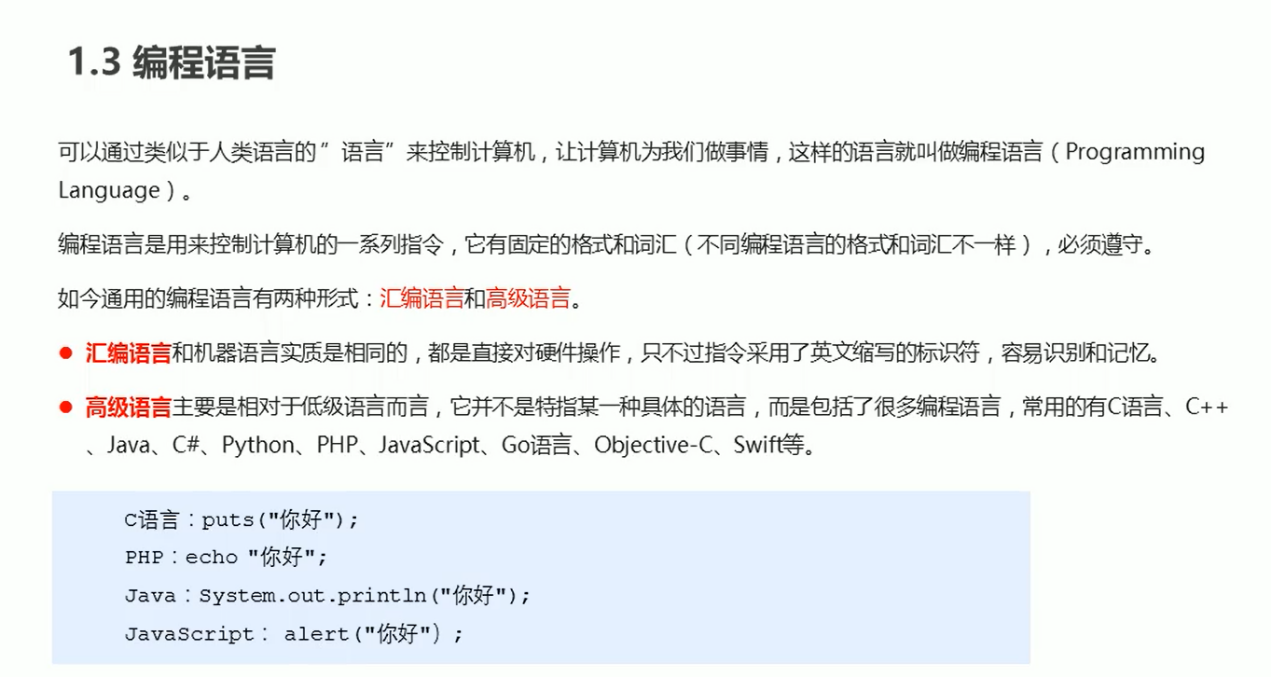 1.3 编程语言
可以通过类似于人类语言的”语言”来控制计算机，让计算机为我们做事情，这样的语言就叫做编程语言（Programming
Language）。
编程语言是用来控制计算机的一系列指令，它有固定的格式和词汇（不同编程语言的格式和词汇不一样），必须遵守。
如今通用的编程语言有两种形式：汇编语言和高级语言。
● 汇编语言和机器语言实质是相同的，都是直接对硬件操作，只不过指令采用了英文缩写的标识符，容易识别和记忆。
● 高级语言主要是相对于低级语言而言，它并不是特指某一种具体的语言，而是包括了很多编程语言，常用的有C语言、C++
、Java、C#、Python、PHP、JavaScript、Go语言、Objective-C、Swift等。
C语言：puts("你好");
PHP：echo "你好";
Java：System.out.println("你好");
JavaScript： alert("你好") ;